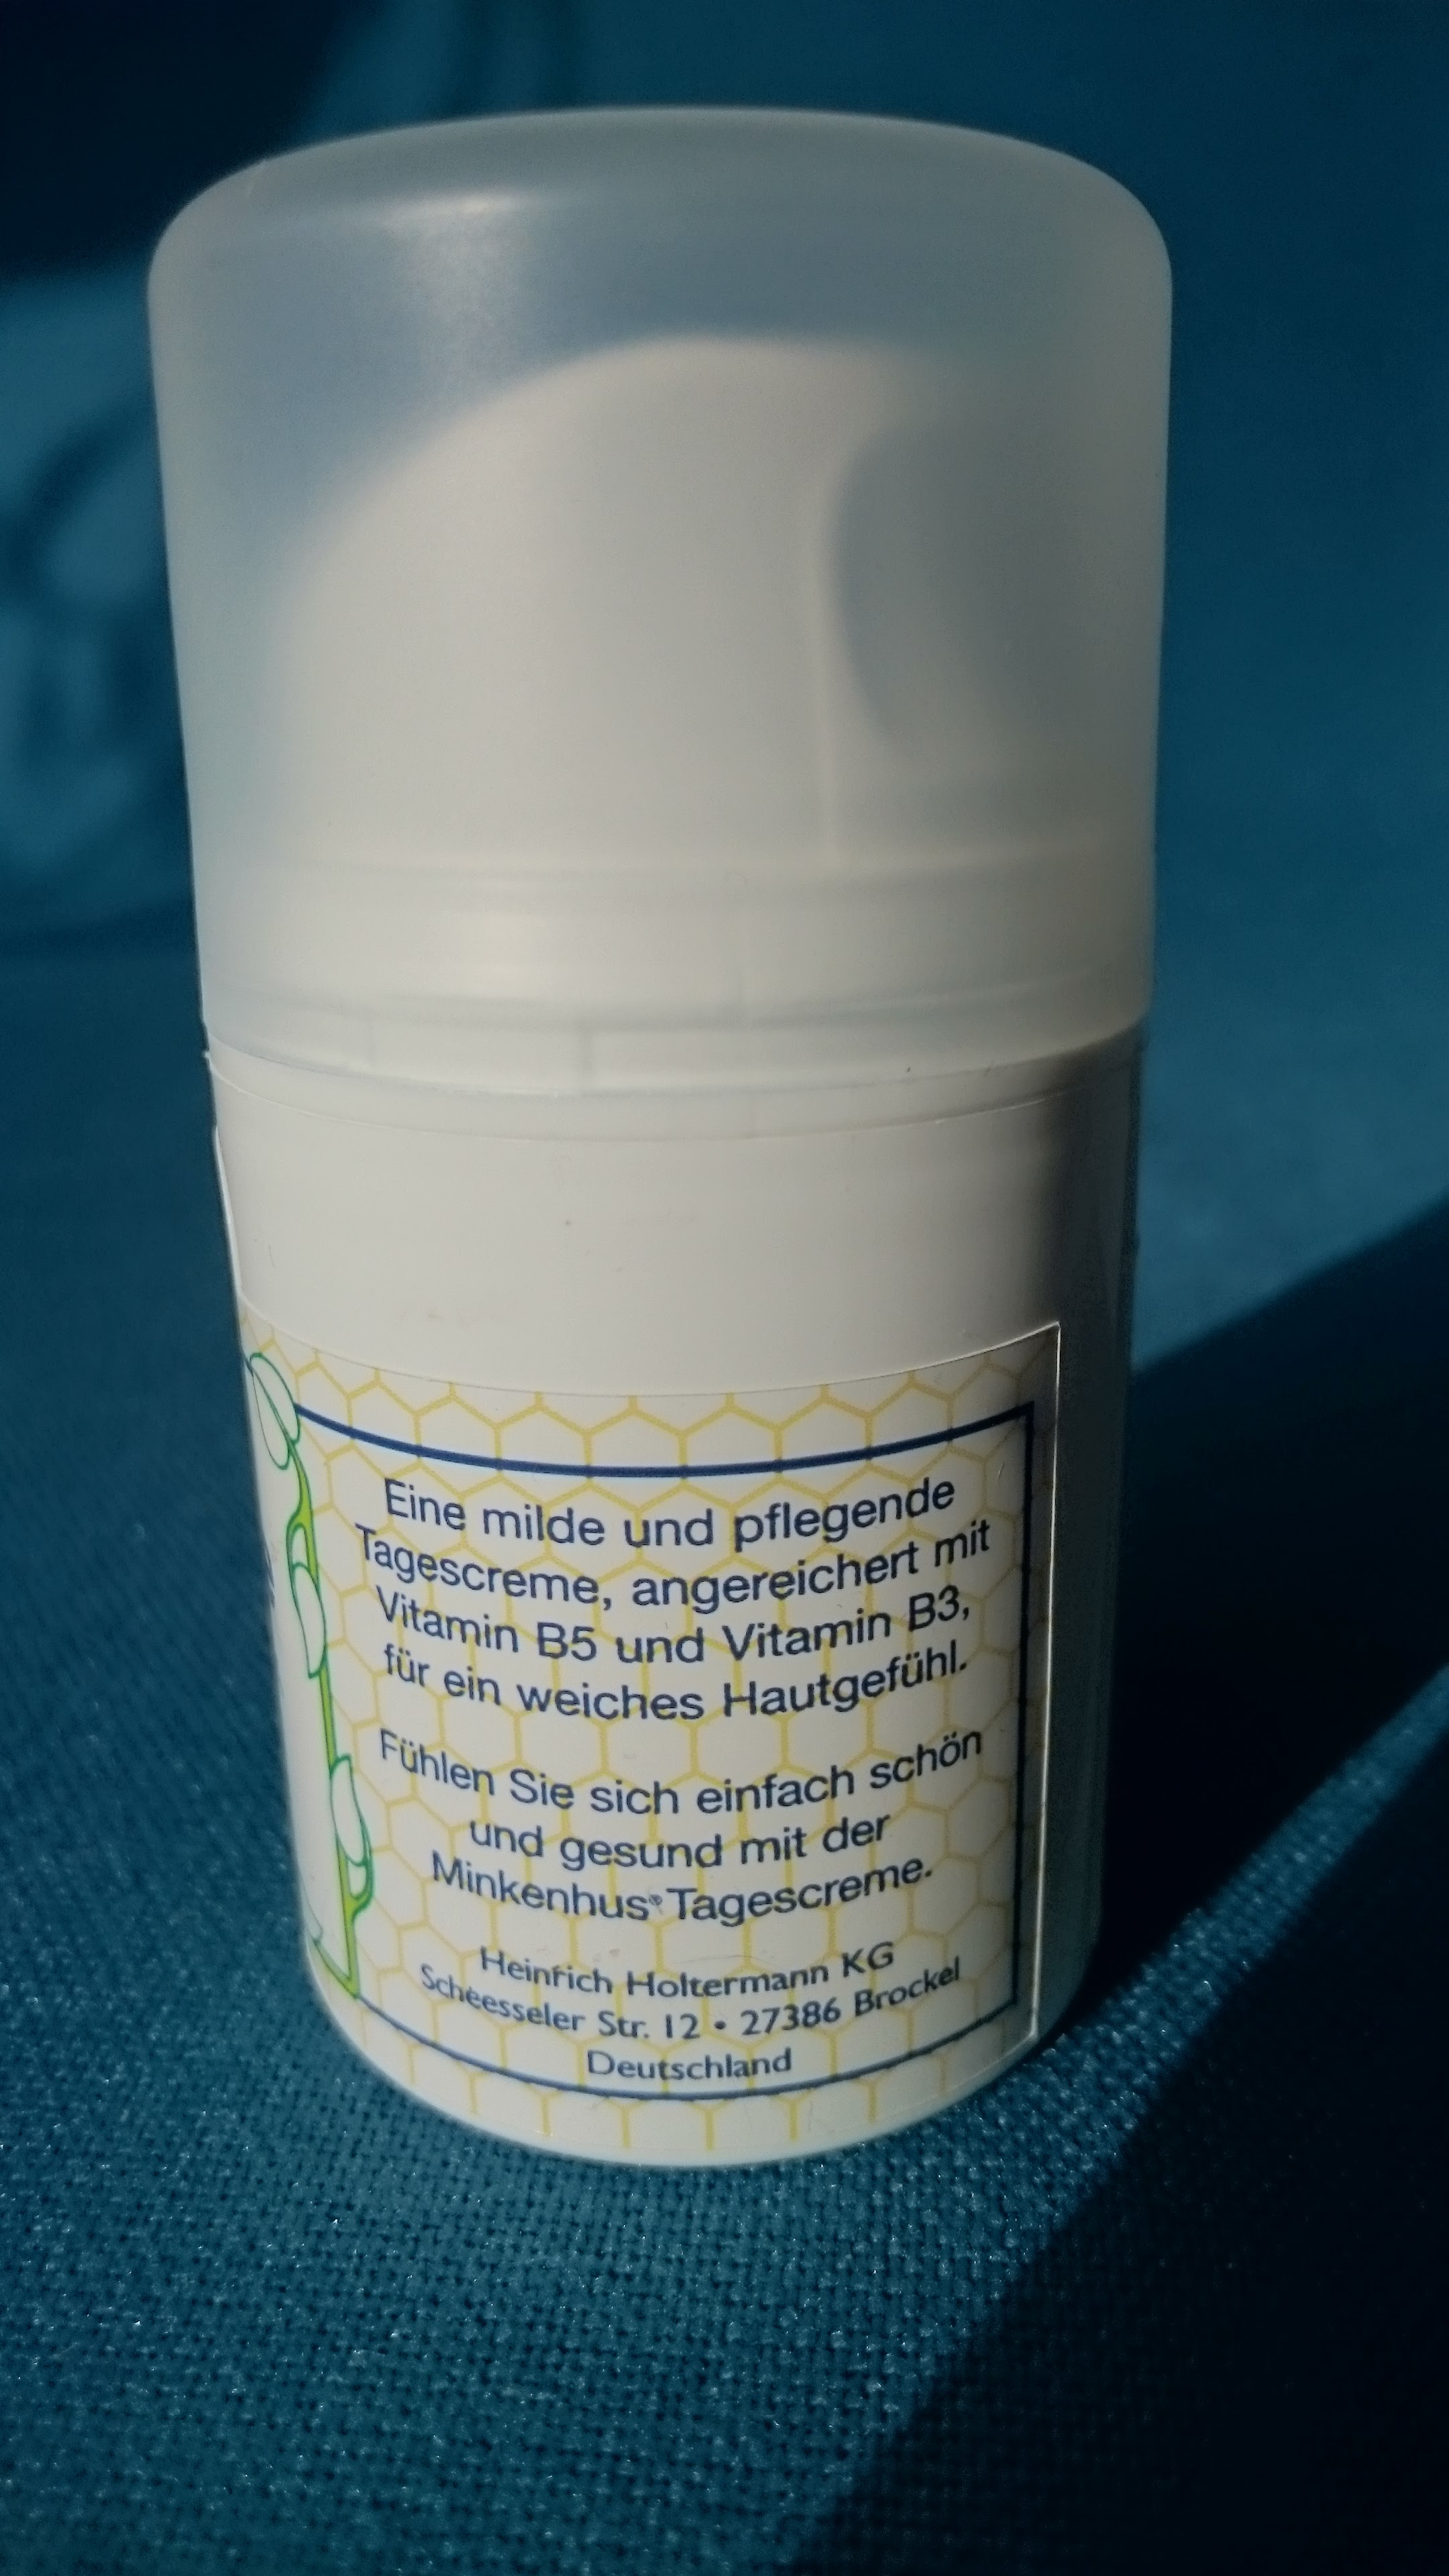 Eine milde und pflegende
Tagescreme, angereichert mit
Vitamin B5 und Vitamin B3,
für ein weiches Hautgefühl.
Fühlen Sie sich einfach schön
und gesund mit der
Minkenhus® Tagescreme.
Heinrich Holtermann KG
Scheesseler Str. 12 • 27386 Brockel
Deutschland